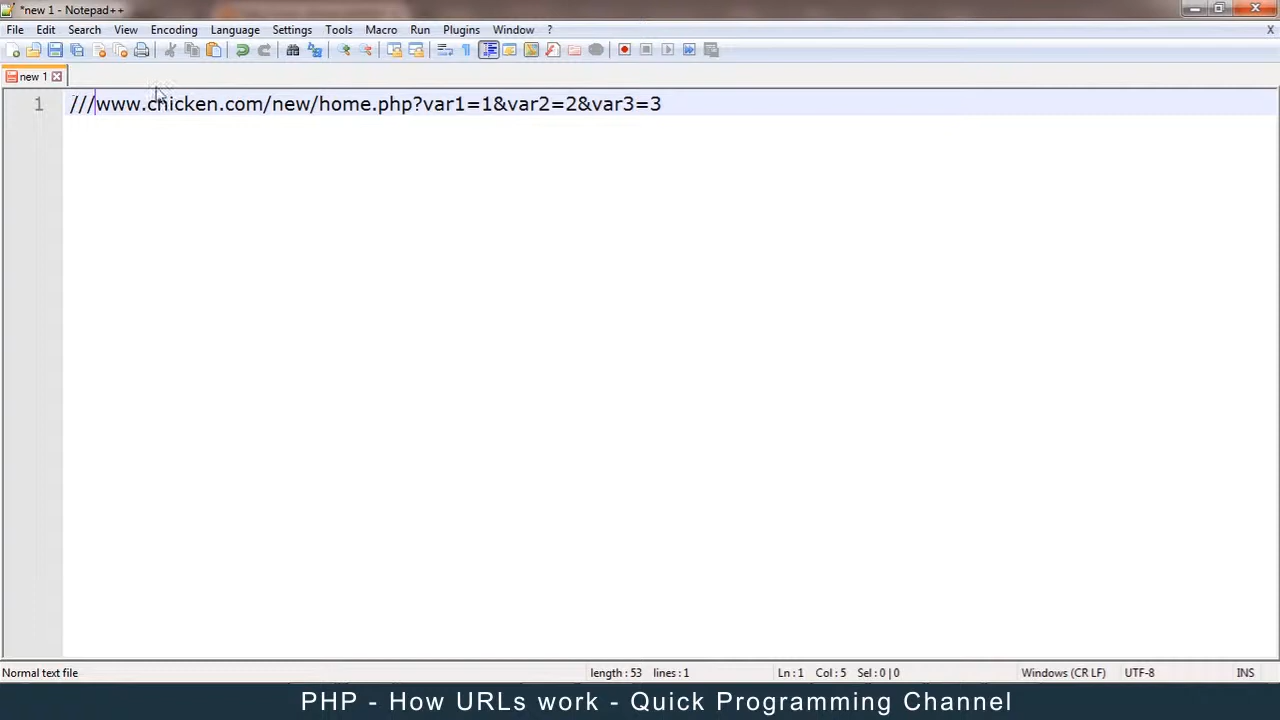 *new 1 - Notepad++
File Edit Search View Encoding Language Settings Tools Macro Run Plugins Window ? X
new 1
1 ///www.chicken.com/new/home.php?var1=1&var2=2&var3=3
Normal text file length : 53 lines : 1 Ln : 1 Col : 5 Sel : 0 | 0 Windows (CR LF) UTF-8 INS
PHP - How URLs work - Quick Programming Channel